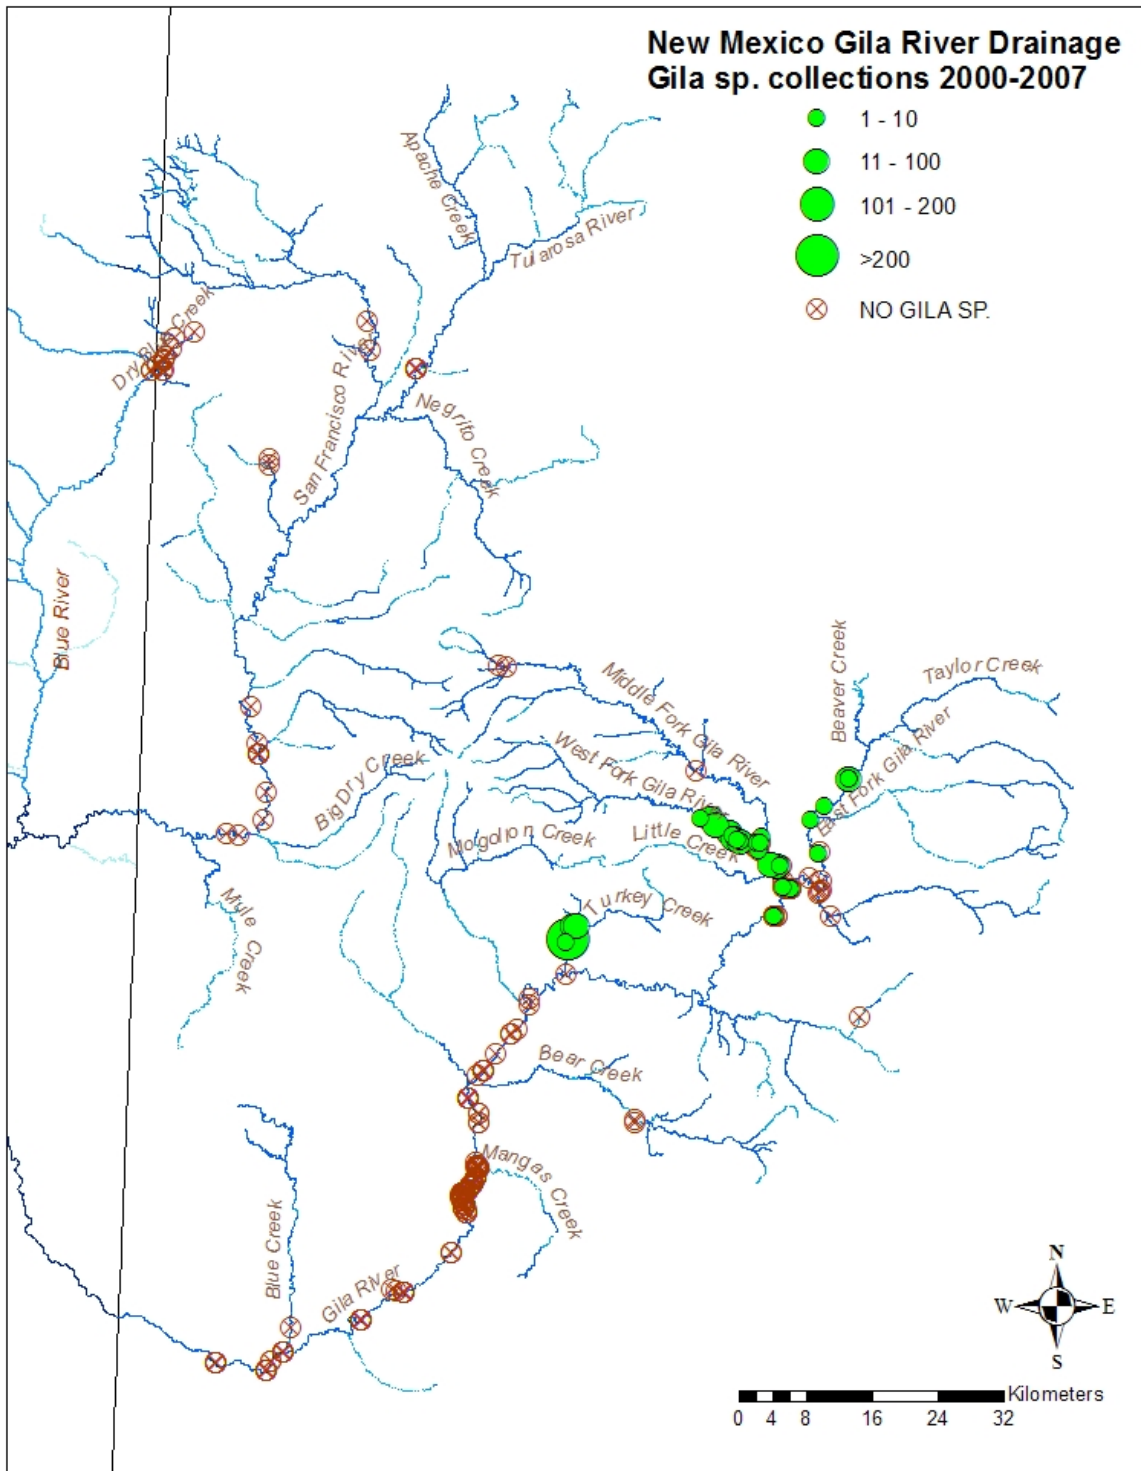 New Mexico Gila River Drainage
Gila sp. collections 2000-2007
1 - 10
11 - 100
101 - 200
>200
NO GILA SP.
Apache Creek
Tularosa River
Dry Blue Creek
San Francisco River
Negrito Creek
Blue River
Middle Fork Gila River
Beaver Creek
Taylor Creek
West Fork Gila River
East Fork Gila River
Big Dry Creek
Mogollon Creek
Little Creek
Turkey Creek
Mule Creek
Bear Creek
Mangas Creek
Blue Creek
Gila River
N
W E
S
Kilometers
0 4 8 16 24 32